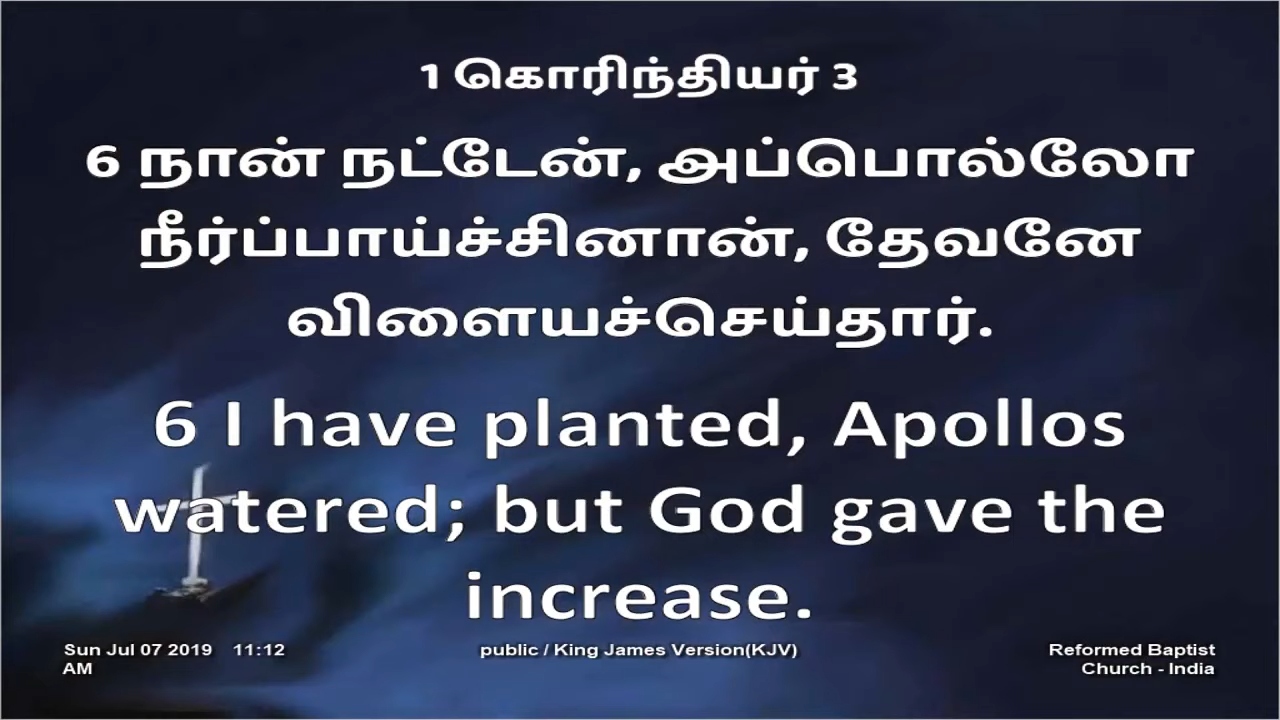 1 கொரிந்தியர் 3
6 நான் நட்டேன், அப்பொல்லோ
நீர்ப்பாய்ச்சினான், தேவனே
விளையச்செய்தார்.
6 I have planted, Apollos
watered; but God gave the
increase.
Sun Jul 07 2019 11:12
AM
public / King James Version(KJV)
Reformed Baptist
Church - India